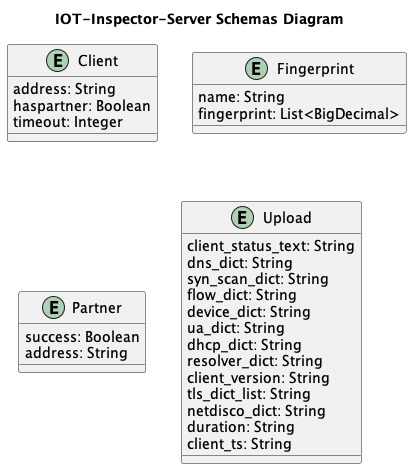 IOT-Inspector-Server Schemas Diagram
E Client
address: String
haspartner: Boolean
timeout: Integer
E Fingerprint
name: String
fingerprint: List<BigDecimal>
E Partner
success: Boolean
address: String
E Upload
client_status_text: String
dns_dict: String
syn_scan_dict: String
flow_dict: String
device_dict: String
ua_dict: String
dhcp_dict: String
resolver_dict: String
client_version: String
tls_dict_list: String
netdisco_dict: String
duration: String
client_ts: String